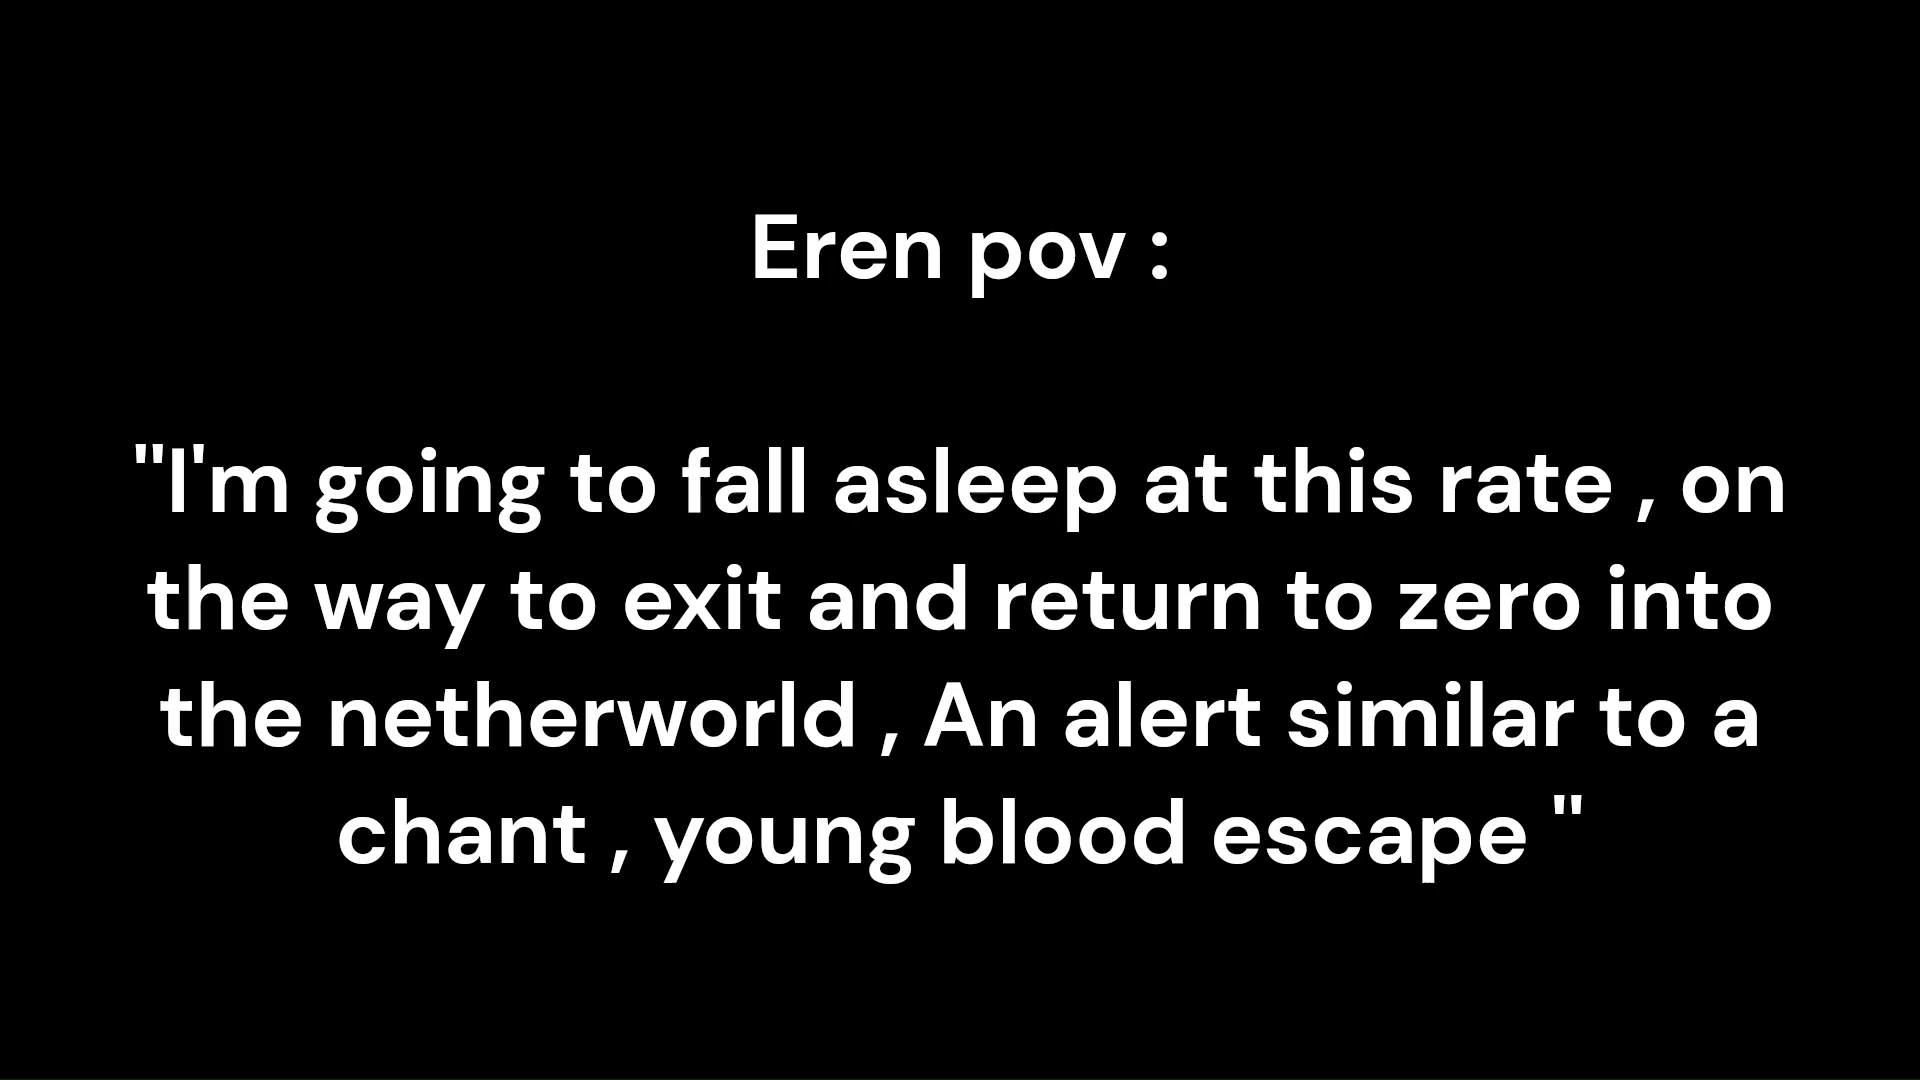 Eren pov :
"I'm going to fall asleep at this rate , on
the way to exit and return to zero into
the netherworld , An alert similar to a
chant , young blood escape "